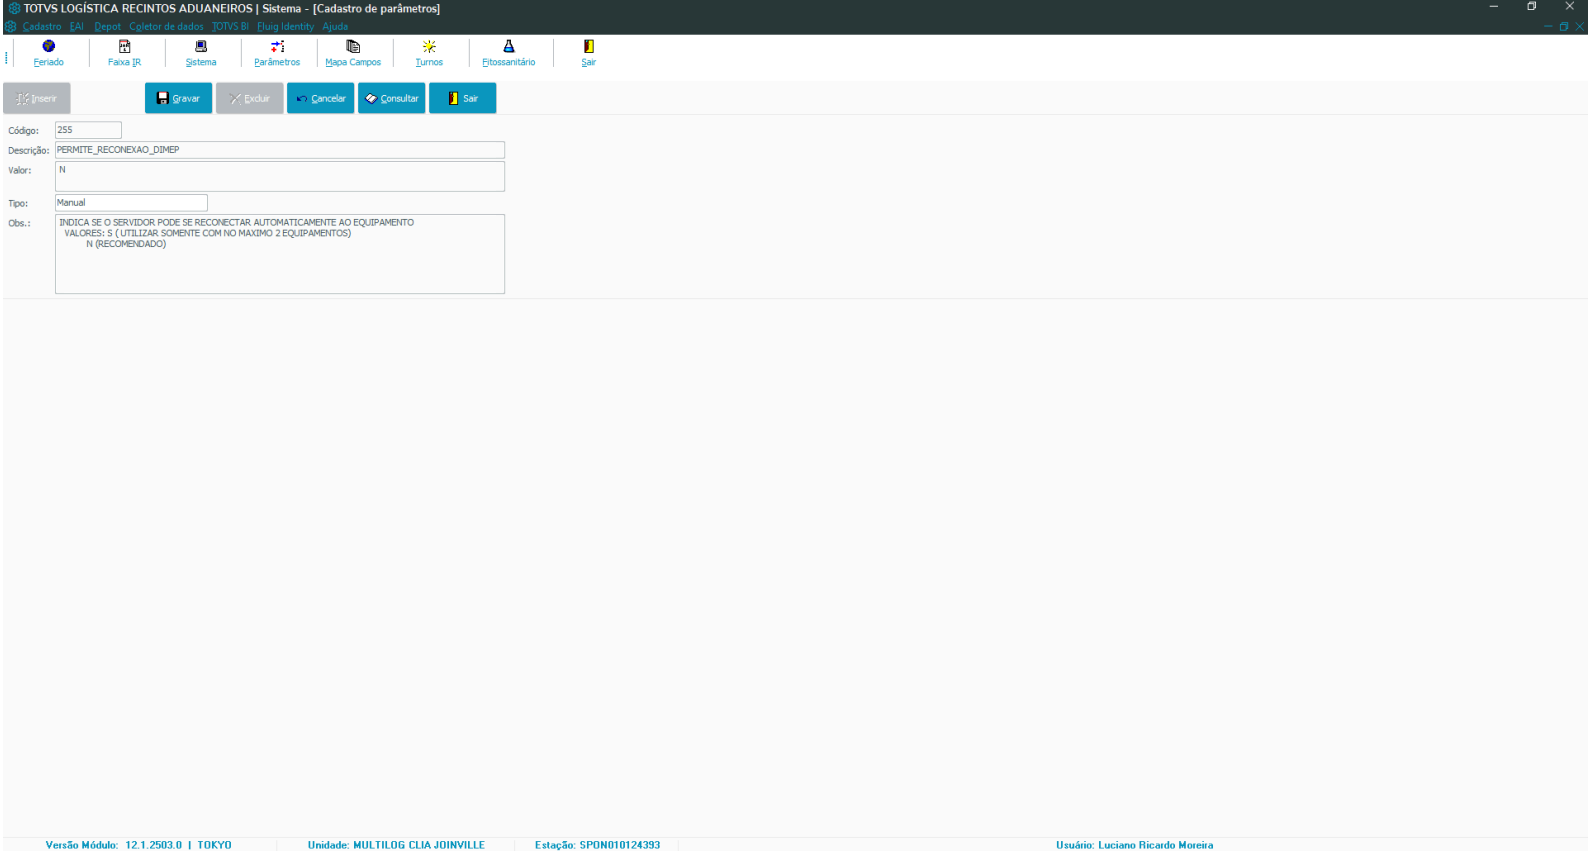 TOTVS LOGÍSTICA RECINTOS ADUANEIROS | Sistema - [Cadastro de parâmetros]
Cadastro EAI Depot Coletor de dados TOTVS BI Fluig Identity Ajuda
Feriado Faixa IR Sistema Parâmetros Mapa Campos Turnos Fitossanitário Sair
Inserir Gravar Excluir Cancelar Consultar Sair
Código: 255
Descrição: PERMITE_RECONEXAO_DIMEP
Valor: N
Tipo: Manual
Obs.: INDICA SE O SERVIDOR PODE SE RECONECTAR AUTOMATICAMENTE AO EQUIPAMENTO
VALORES: S ( UTILIZAR SOMENTE COM NO MAXIMO 2 EQUIPAMENTOS)
N (RECOMENDADO)
Versão Módulo: 12.1.2503.0 | TOKYO Unidade: MULTILOG CLIA JOINVILLE Estação: SPON010124393 Usuário: Luciano Ricardo Moreira